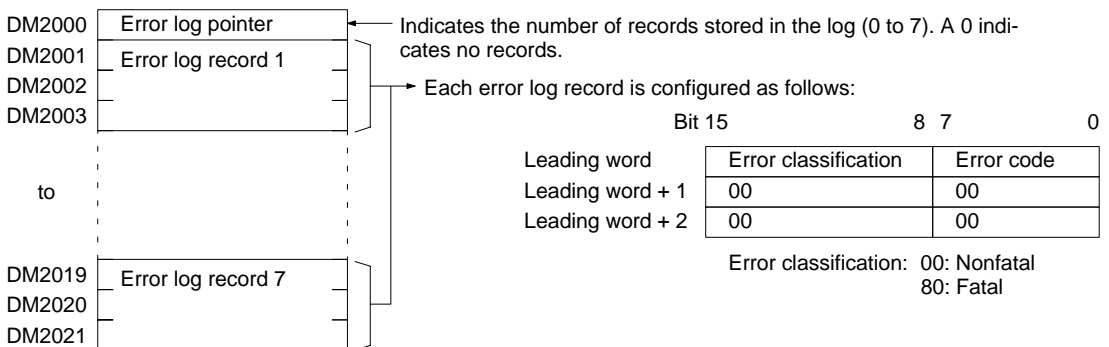 DM2000 Error log pointer
Indicates the number of records stored in the log (0 to 7). A 0 indi-
cates no records.
DM2001 Error log record 1
DM2002
DM2003
Each error log record is configured as follows:
Bit 15 8 7 0
Leading word Error classification Error code
Leading word + 1 00 00
Leading word + 2 00 00
to
Error classification: 00: Nonfatal
80: Fatal
DM2019 Error log record 7
DM2020
DM2021